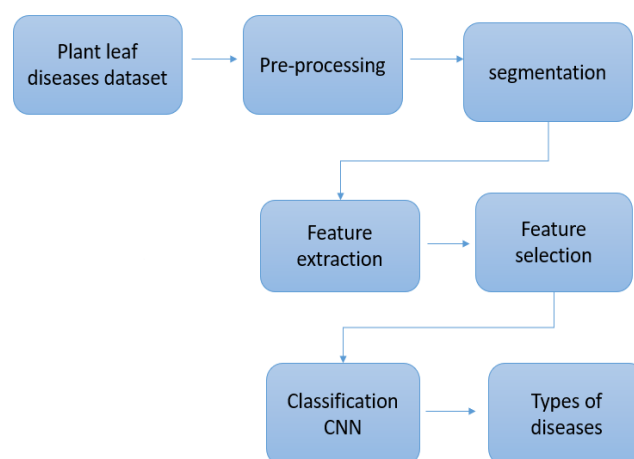 Plant leaf
diseases dataset
Pre-processing
segmentation
Feature
extraction
Feature
selection
Classification
CNN
Types of
diseases